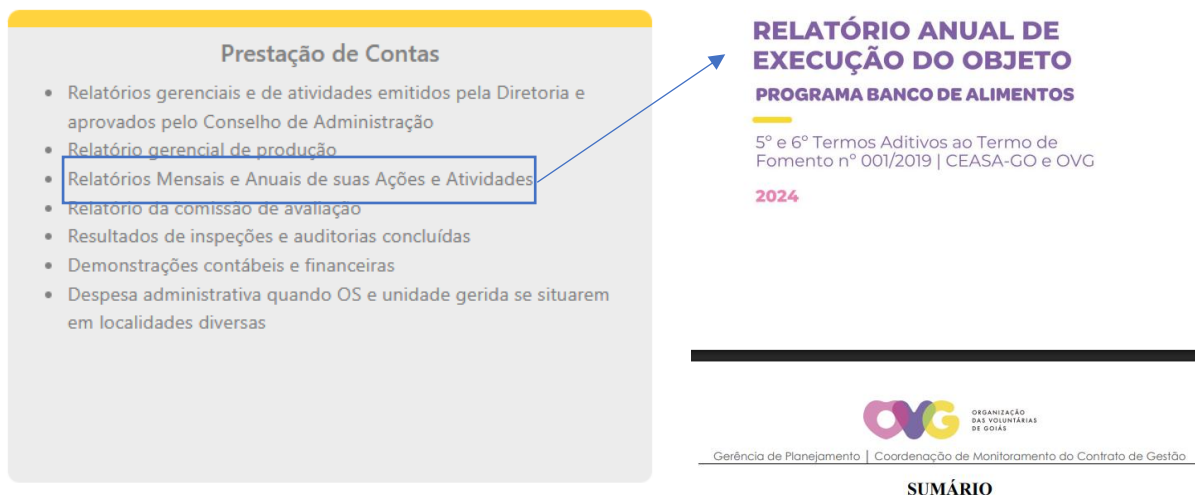 Prestação de Contas
• Relatórios gerenciais e de atividades emitidos pela Diretoria e
aprovados pelo Conselho de Administração
• Relatório gerencial de produção
• Relatórios Mensais e Anuais de suas Ações e Atividades
• Relatório da comissão de avaliação
• Resultados de inspeções e auditorias concluídas
• Demonstrações contábeis e financeiras
• Despesa administrativa quando OS e unidade gerida se situarem
em localidades diversas
RELATÓRIO ANUAL DE
EXECUÇÃO DO OBJETO
PROGRAMA BANCO DE ALIMENTOS
5º e 6º Termos Aditivos ao Termo de
Fomento nº 001/2019 | CEASA-GO e OVG
2024
OVG
ORGANIZAÇÃO
DAS VOLUNTÁRIAS
DE GOIÁS
Gerência de Planejamento | Coordenação de Monitoramento do Contrato de Gestão
SUMÁRIO